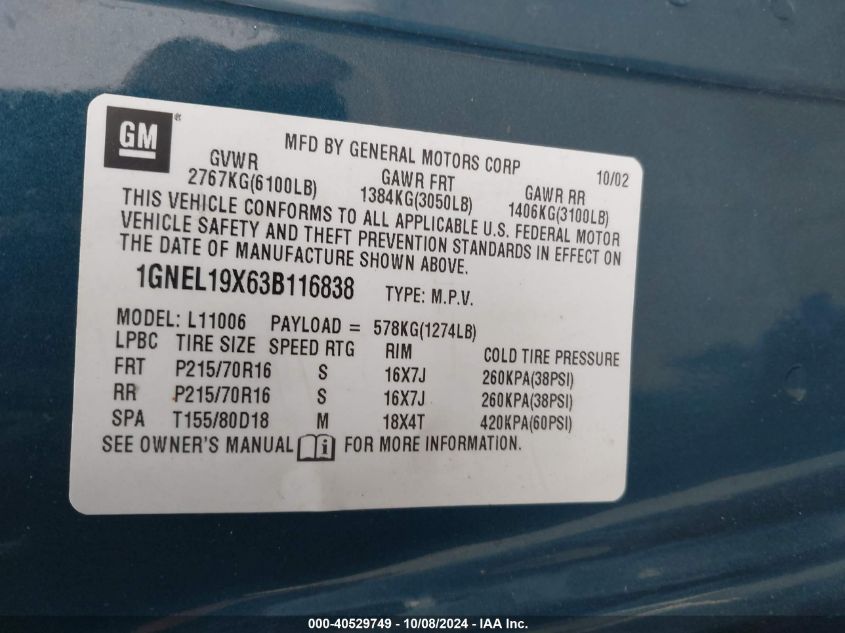 GM®
MFD BY GENERAL MOTORS CORP 10/02
GVWR GAWR FRT GAWR RR
2767KG(6100LB) 1384KG(3050LB) 1406KG(3100LB)
THIS VEHICLE CONFORMS TO ALL APPLICABLE U.S. FEDERAL MOTOR
VEHICLE SAFETY AND THEFT PREVENTION STANDARDS IN EFFECT ON
THE DATE OF MANUFACTURE SHOWN ABOVE.
1GNEL19X63B116838 TYPE: M.P.V.
MODEL: L11006 PAYLOAD = 578KG(1274LB)
LPBC TIRE SIZE SPEED RTG RIM COLD TIRE PRESSURE
FRT P215/70R16 S 16X7J 260KPA(38PSI)
RR P215/70R16 S 16X7J 260KPA(38PSI)
SPA T155/80D18 M 18X4T 420KPA(60PSI)
SEE OWNER'S MANUAL i FOR MORE INFORMATION.
000-40529749 - 10/08/2024 - IAA Inc.